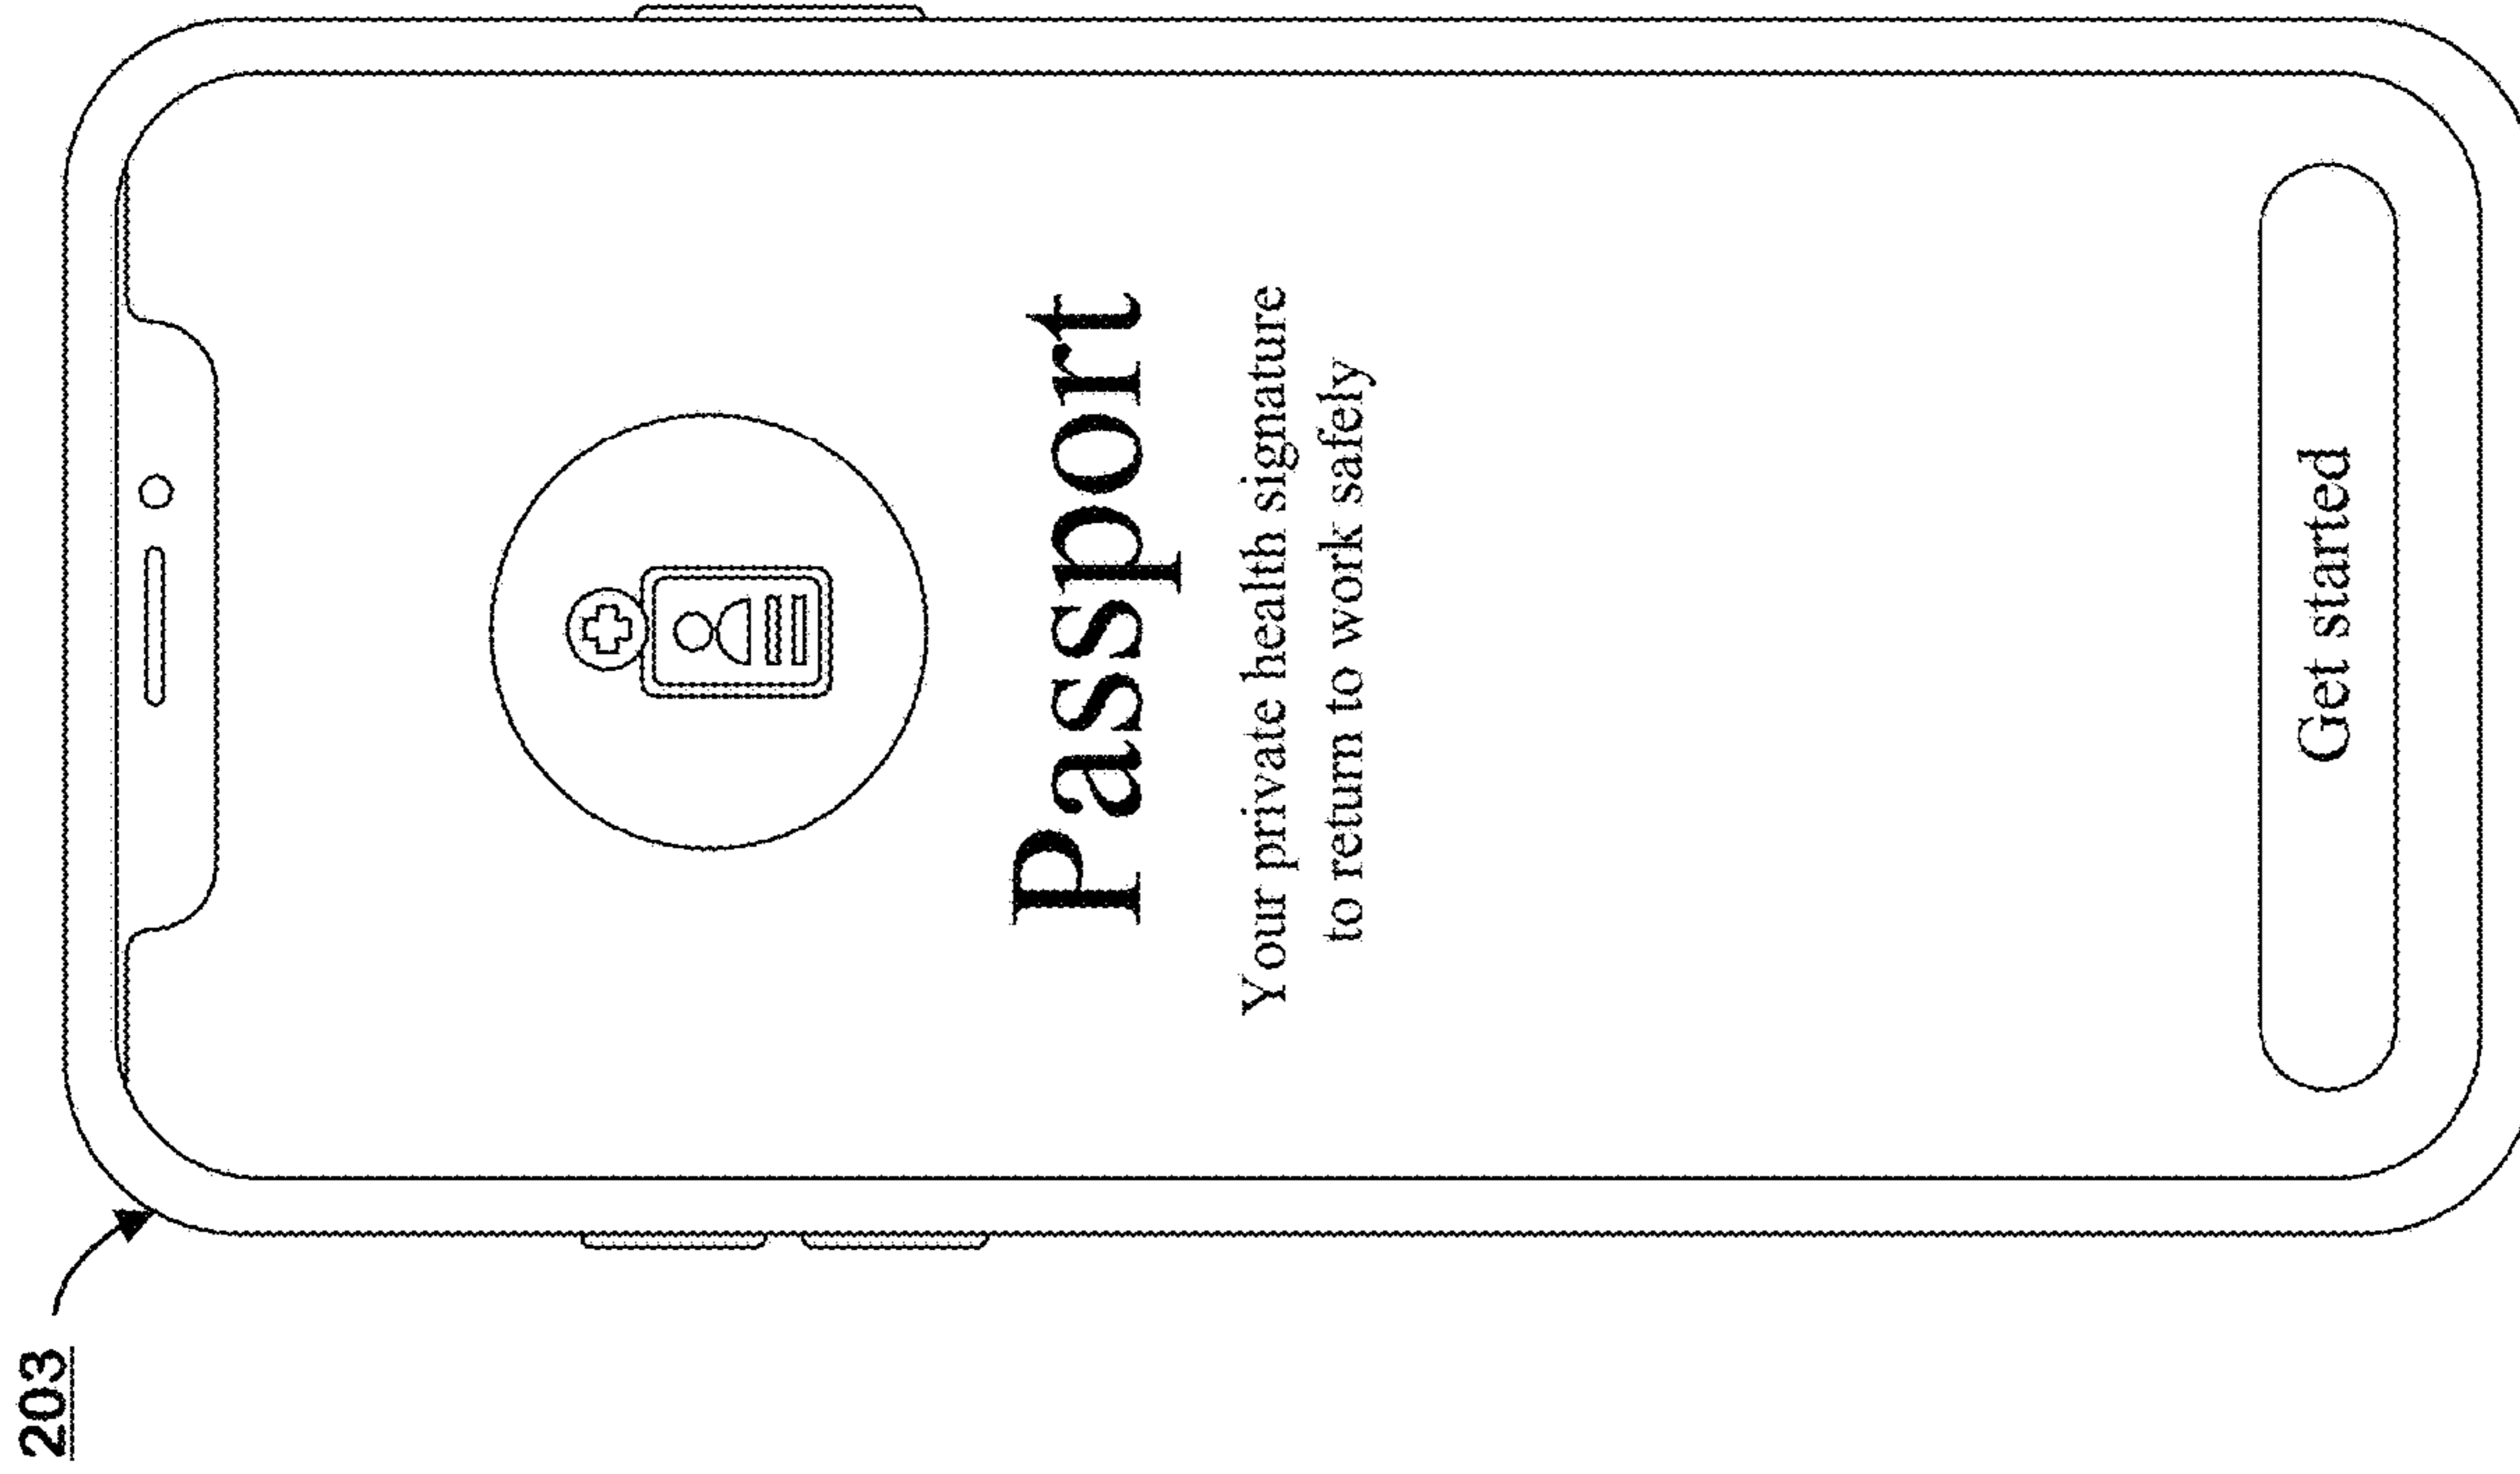 203
Passport
Your private health signature
to return to work safely
Get started